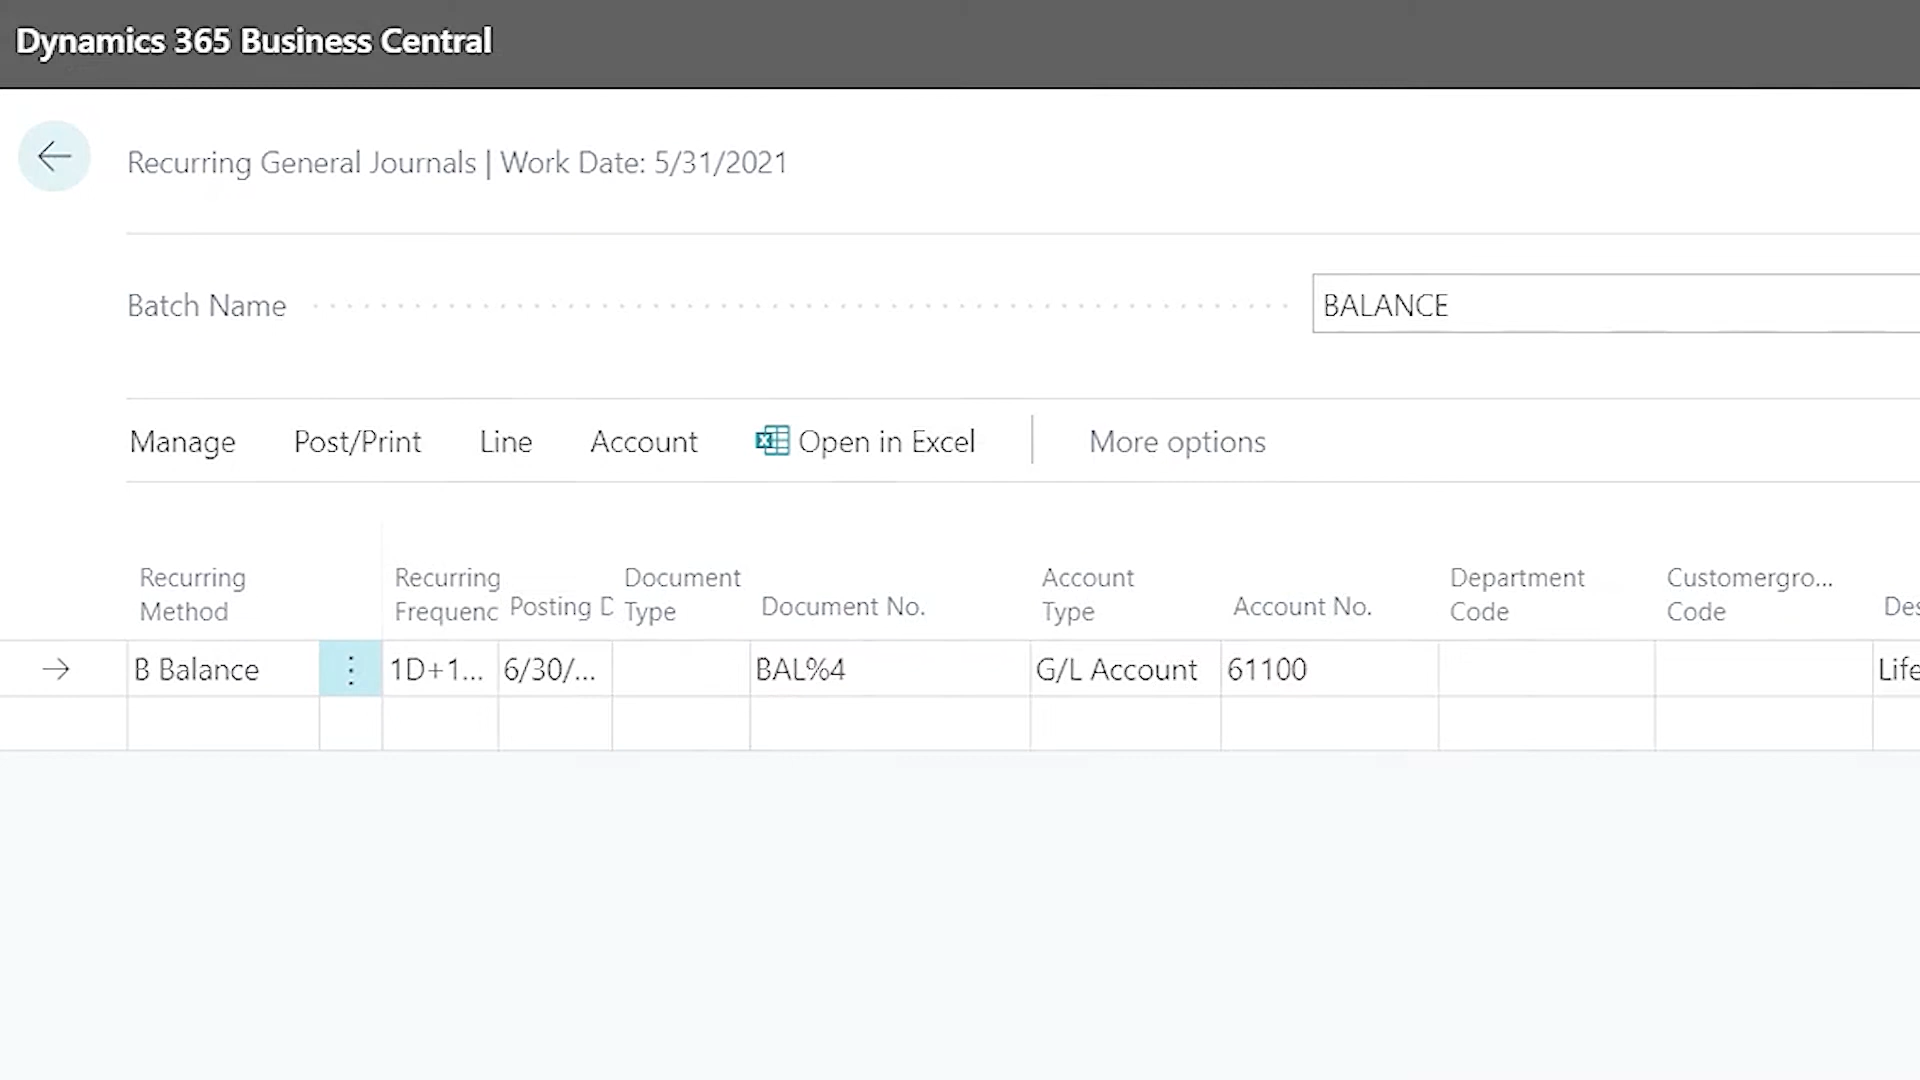 Dynamics 365 Business Central
Recurring General Journals | Work Date: 5/31/2021
Batch Name
BALANCE
Manage
Post/Print
Line
Account
Open in Excel
More options
Recurring
Method
Recurring
Frequenc
Posting D
Document
Type
Document No.
Account
Type
Account No.
Department
Code
Customergro...
Code
Des
B Balance
1D+1...
6/30/...
BAL%4
G/L Account
61100
Life